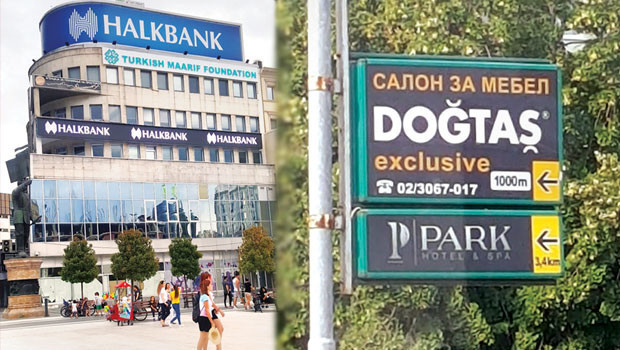 HALKBANK
TURKISH MAARIF FOUNDATION
HALKBANK HALKBANK HALKBANK
САЛОН ЗА МЕБЕЛ
DOĞTAŞ®
exclusive
02/3067-017 1000m
PARK
HOTEL & SPA
3,4km